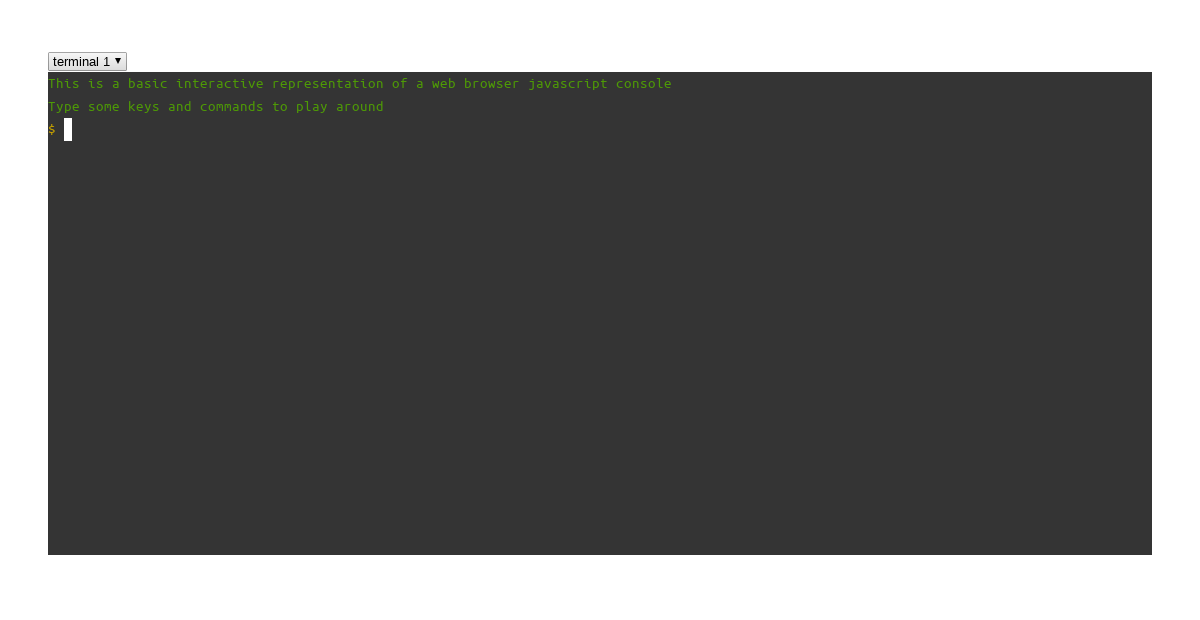 terminal 1 ▼
This is a basic interactive representation of a web browser javascript console
Type some keys and commands to play around
$